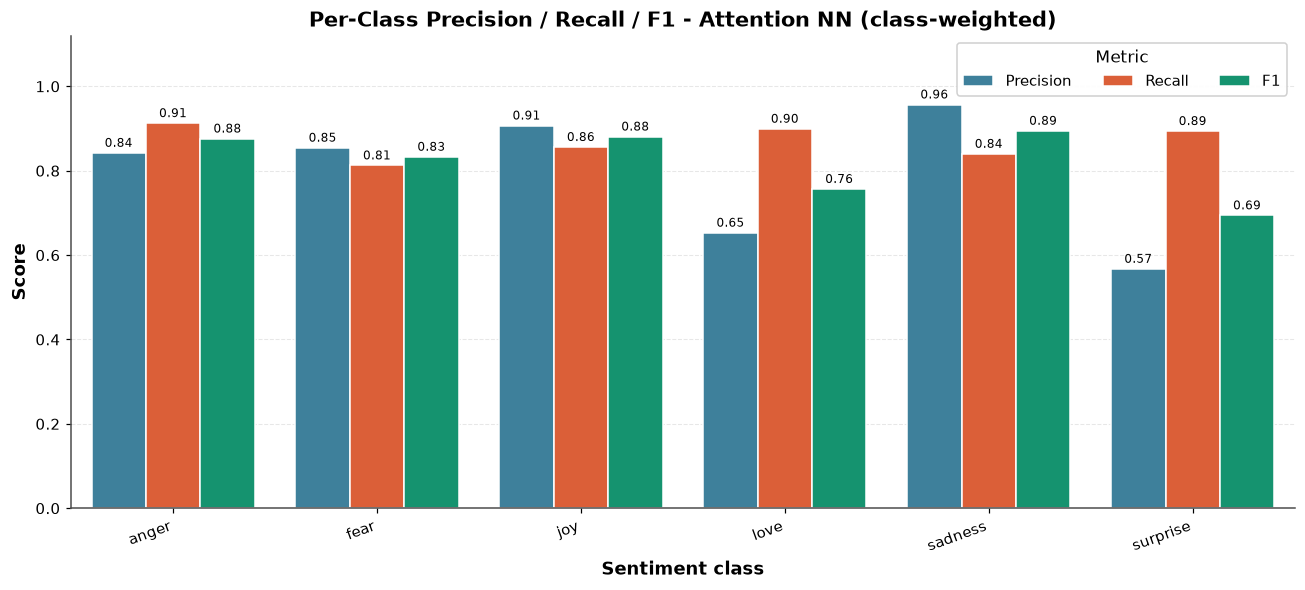 Per-Class Precision / Recall / F1 - Attention NN (class-weighted)
Metric
Precision Recall F1
Score
1.0
0.8
0.6
0.4
0.2
0.0
0.84 0.91 0.88
0.85 0.81 0.83
0.91 0.86 0.88
0.65 0.90 0.76
0.96 0.84 0.89
0.57 0.89 0.69
anger fear joy love sadness surprise
Sentiment class